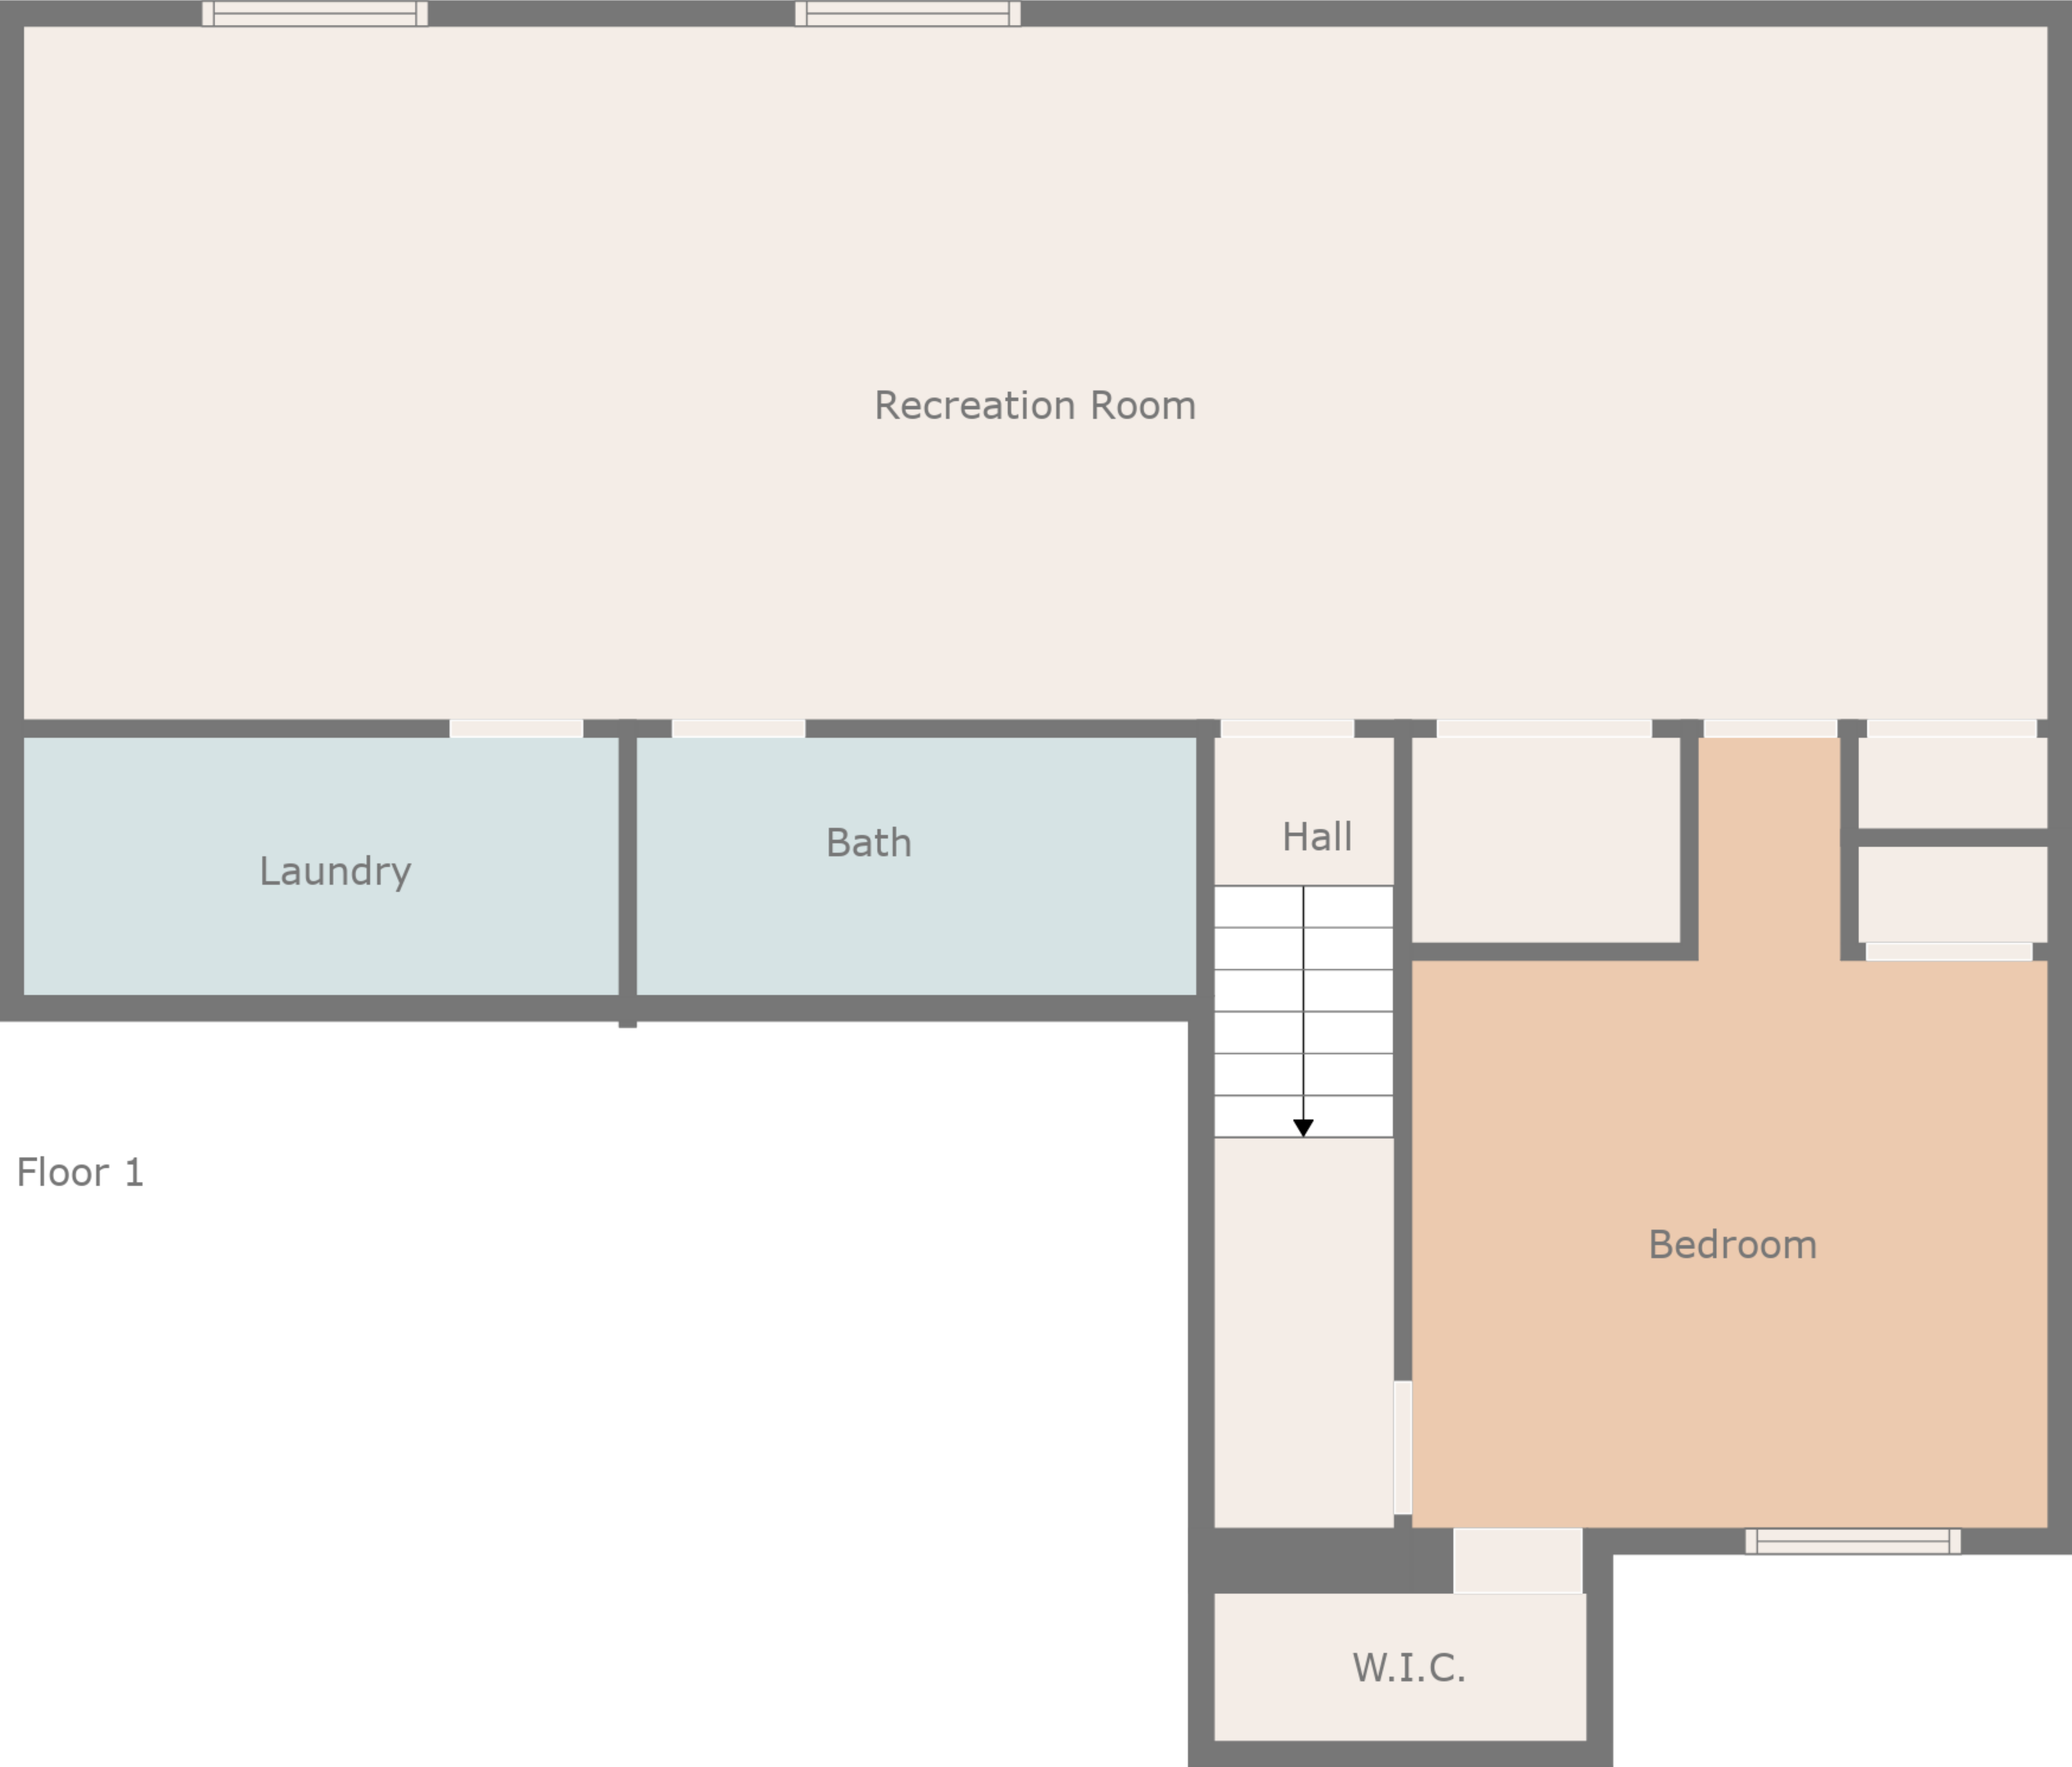 Recreation Room
Laundry
Bath
Hall
Floor 1
Bedroom
W.I.C.